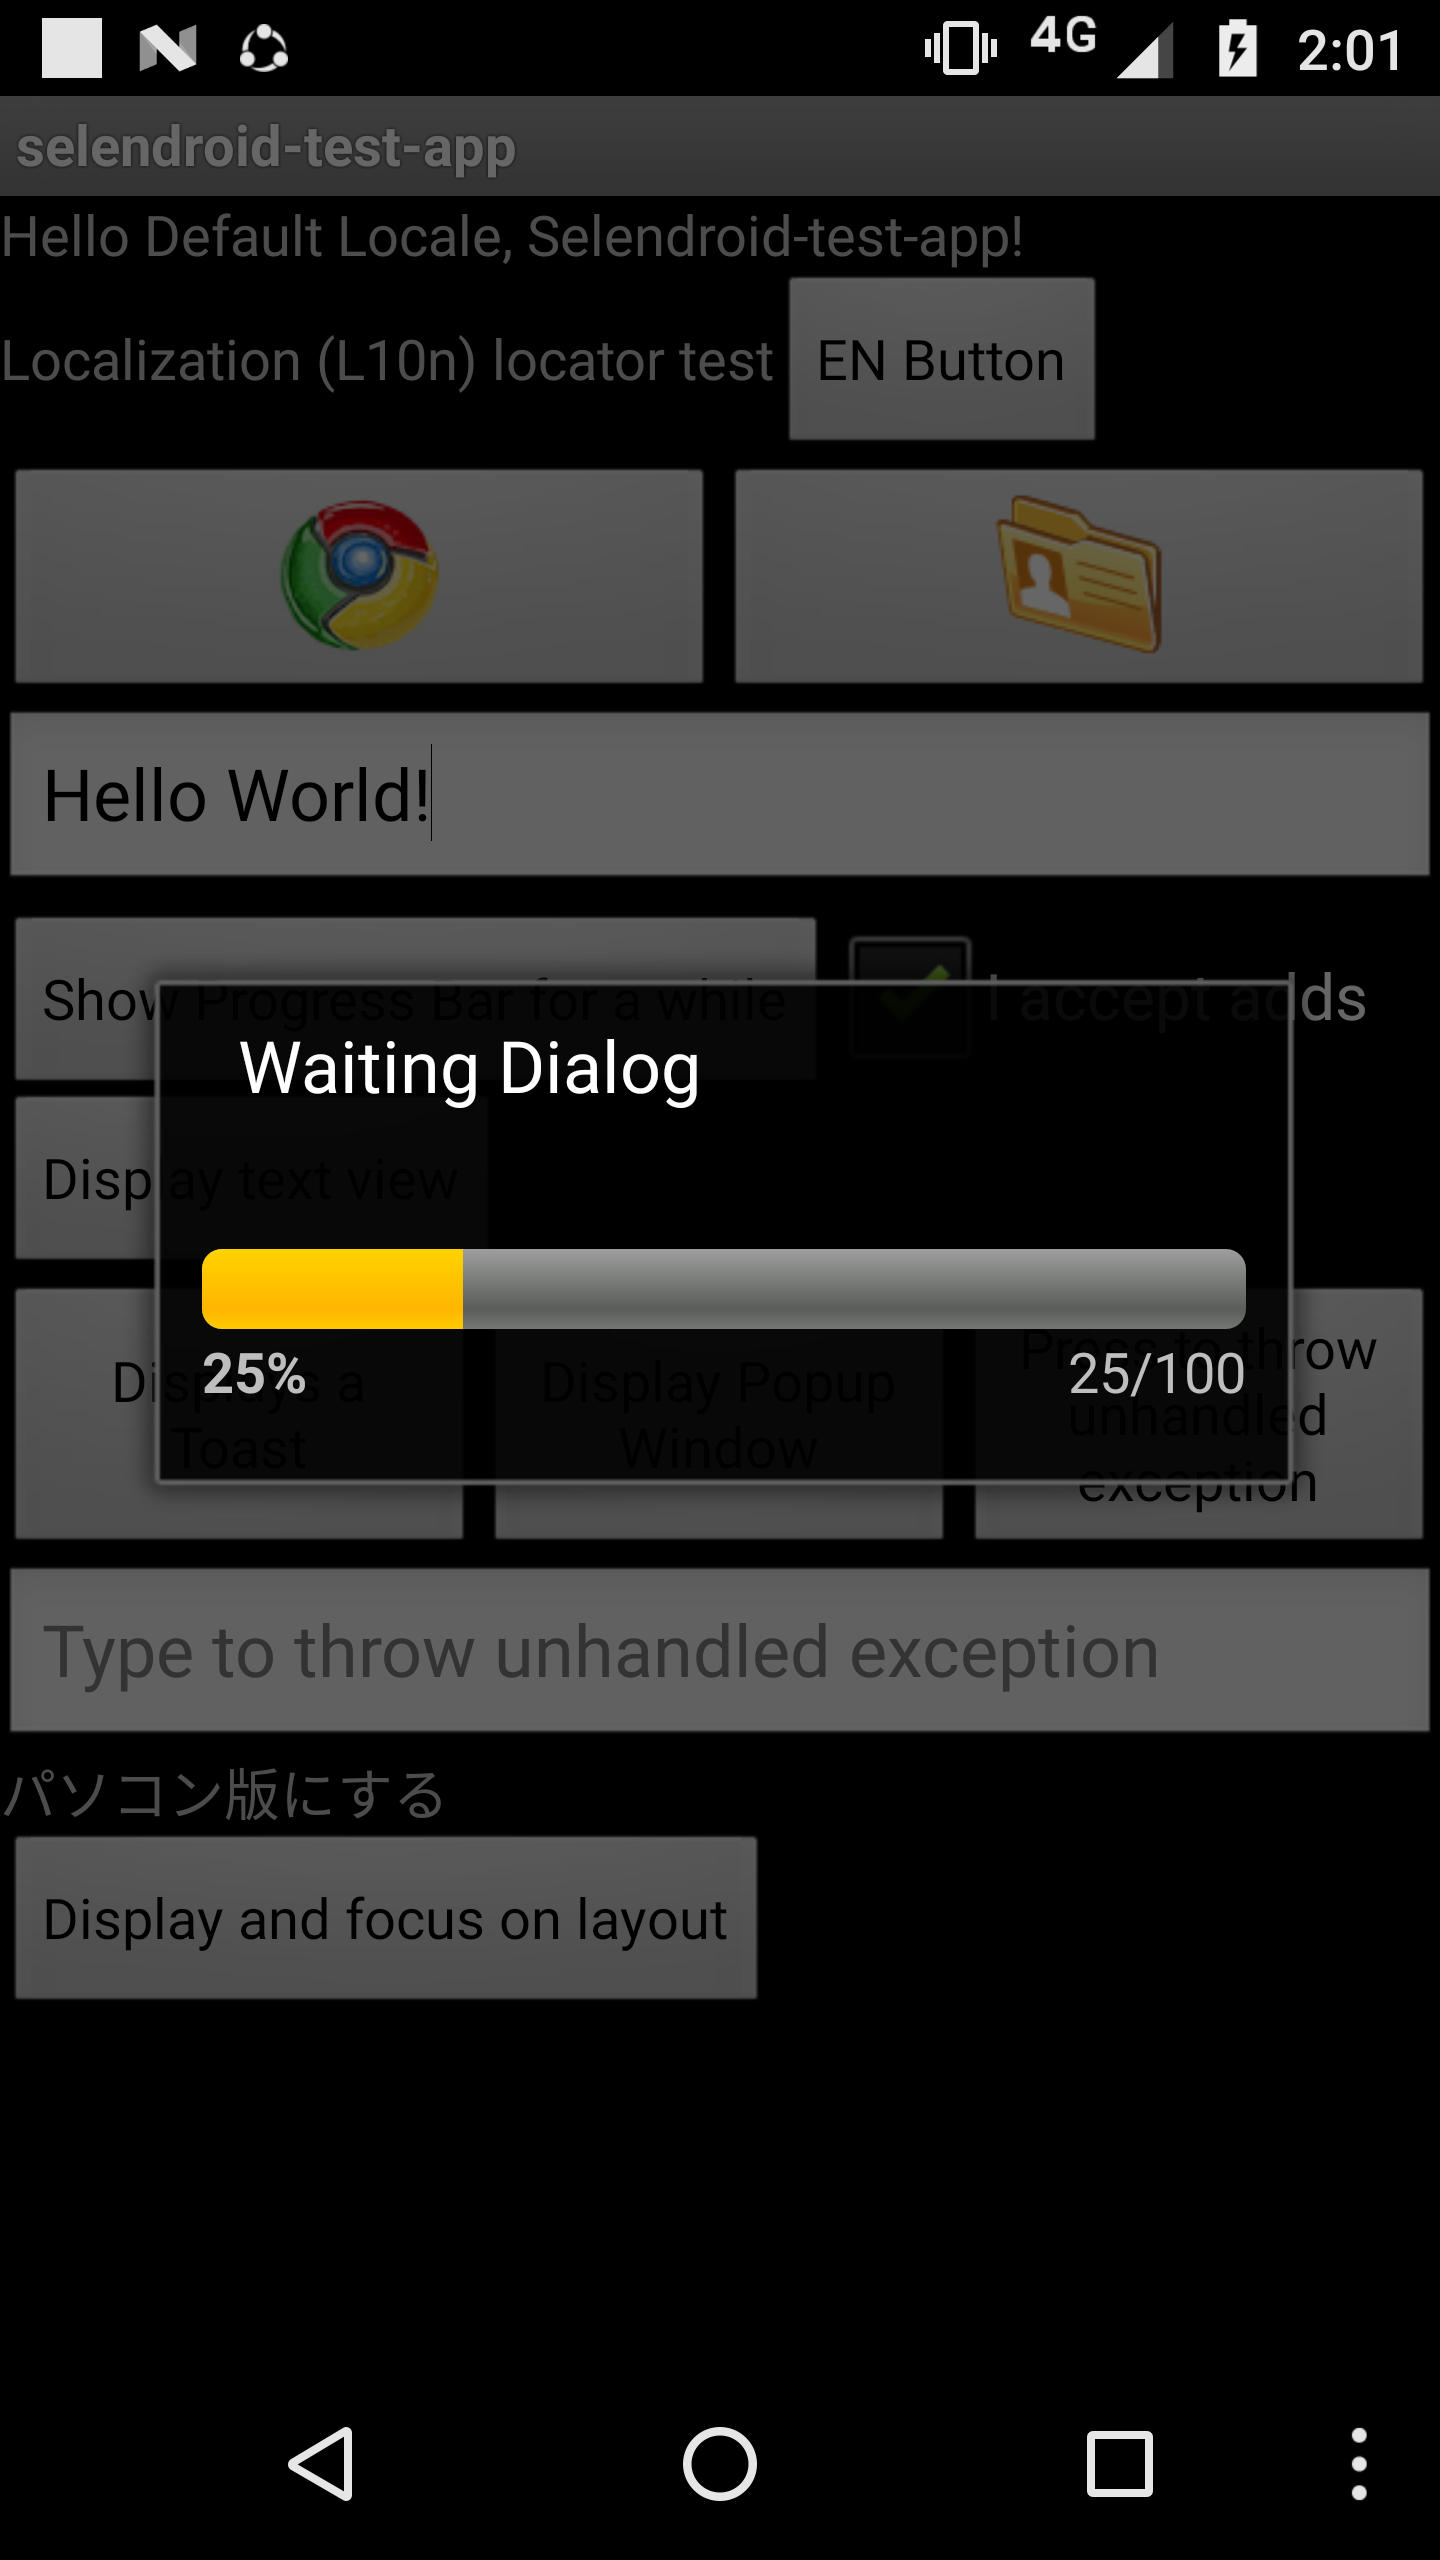 4G 2:01
selendroid-test-app
Hello Default Locale, Selendroid-test-app!
Localization (L10n) locator test
EN Button
Hello World!
Show Progress Bar for a while
I accept adds
Waiting Dialog
Display text view
25%
25/100
Displays a
Toast
Display Popup
Window
Press to throw
unhandled
exception
Type to throw unhandled exception
パソコン版にする
Display and focus on layout